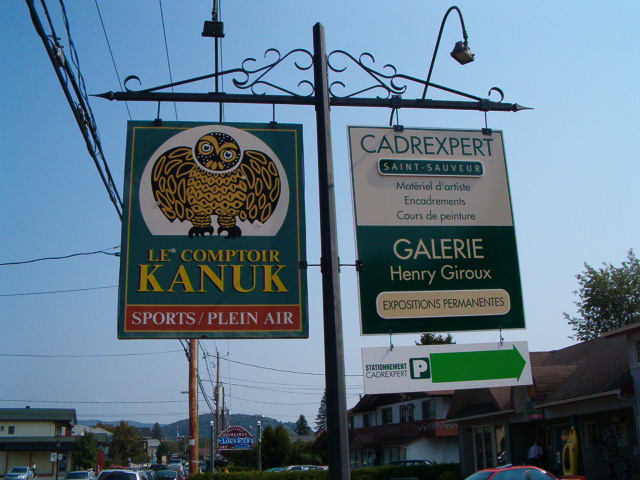 LE COMPTOIR
KANUK
SPORTS/PLEIN AIR
CADREXPERT
SAINT-SAUVEUR
Matériel d'artiste
Encadrements
Cours de peinture
GALERIE
Henry Giroux
EXPOSITIONS PERMANENTES
STATIONNEMENT
CADREXPERT
P